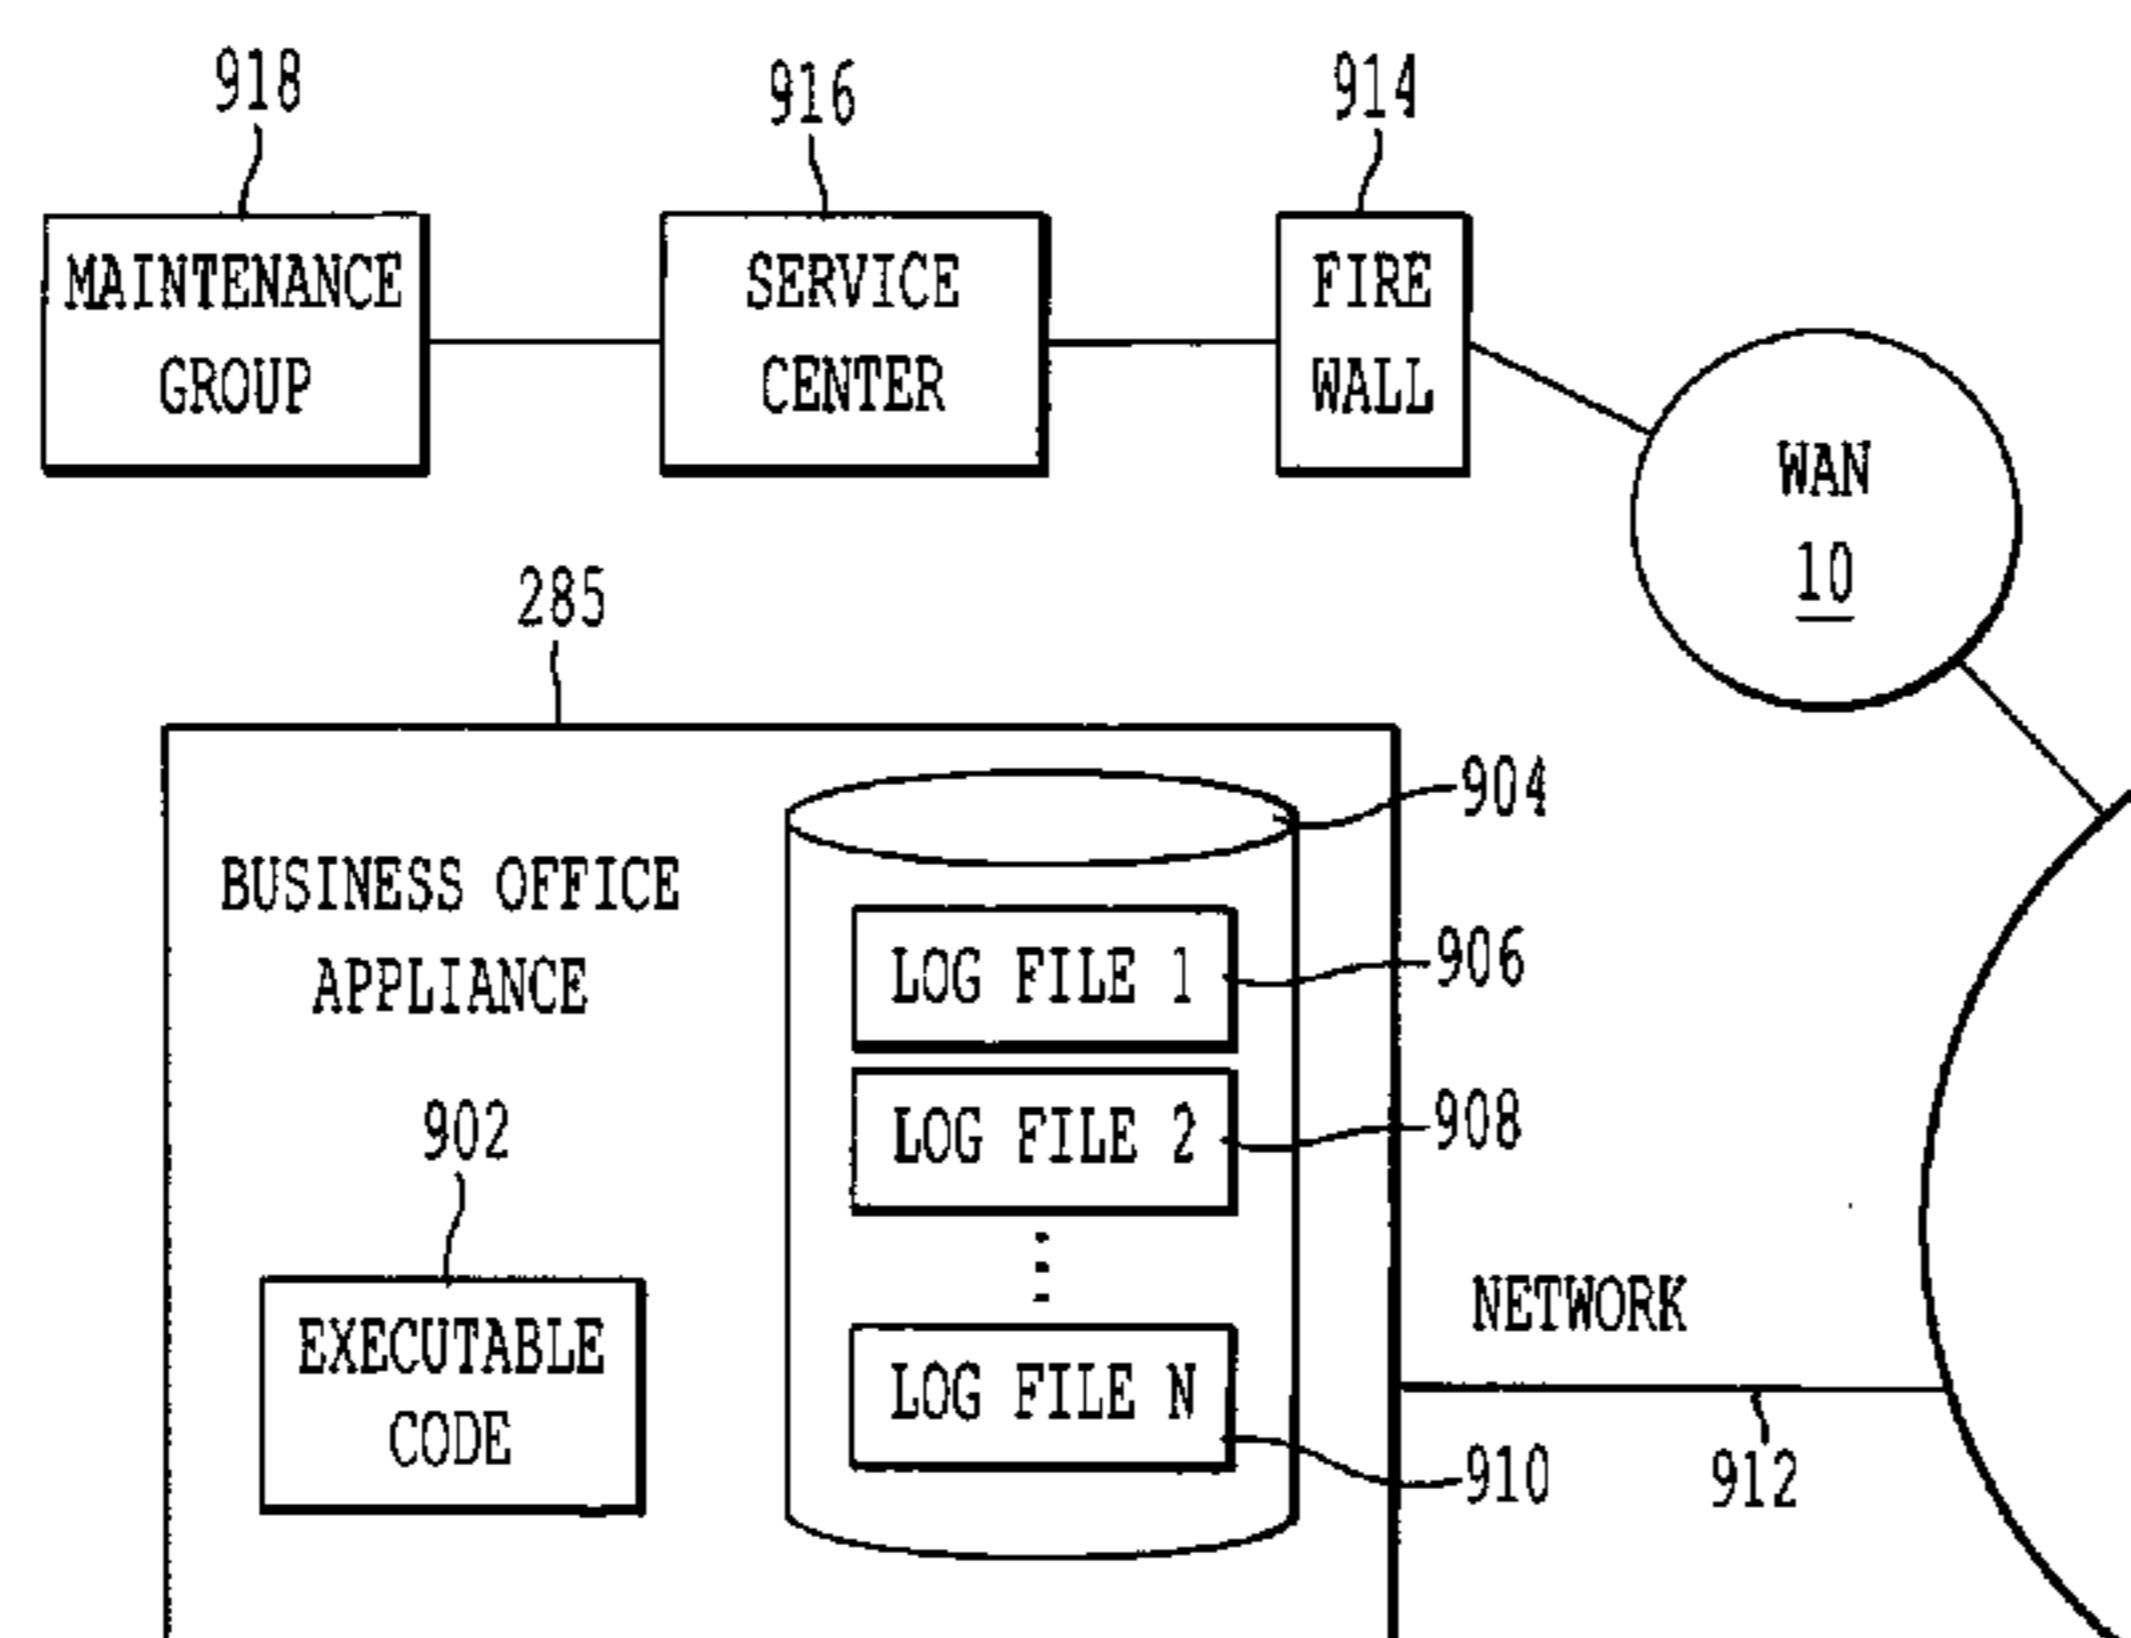 918
916
914
MAINTENANCE
GROUP
SERVICE
CENTER
FIRE
WALL
WAN
10
285
904
BUSINESS OFFICE
APPLIANCE
LOG FILE 1
906
902
LOG FILE 2
908
EXECUTABLE
CODE
NETWORK
LOG FILE N
910
912